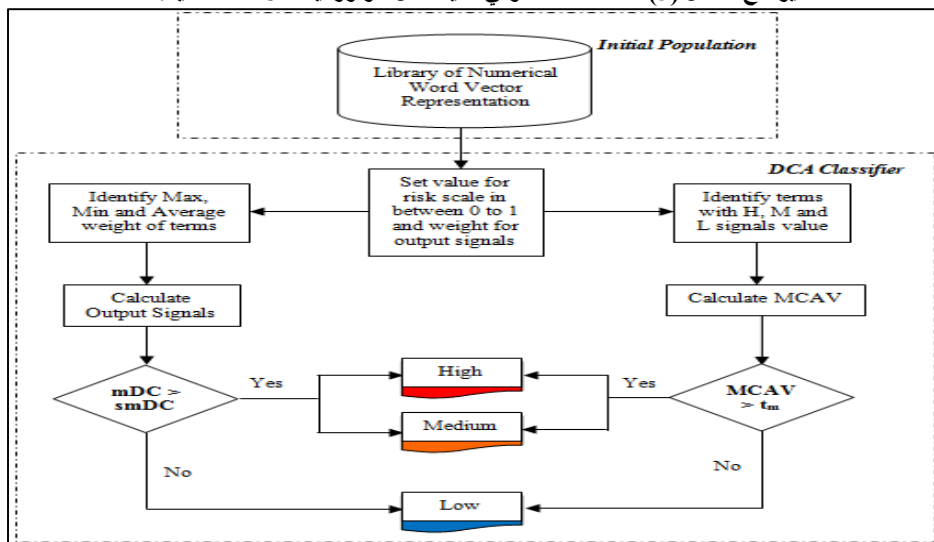 (3)
Initial Population
Library of Numerical
Word Vector
Representation
DCA Classifier
Identify Max,
Min and Average
weight of terms
Set value for
risk scale in
between 0 to 1
and weight for
output signals
Identify terms
with H, M and
L signals value
Calculate
Output Signals
Calculate MCAV
mDC >
smDC
Yes
High
Yes
MCAV
> tm
Medium
No
No
Low